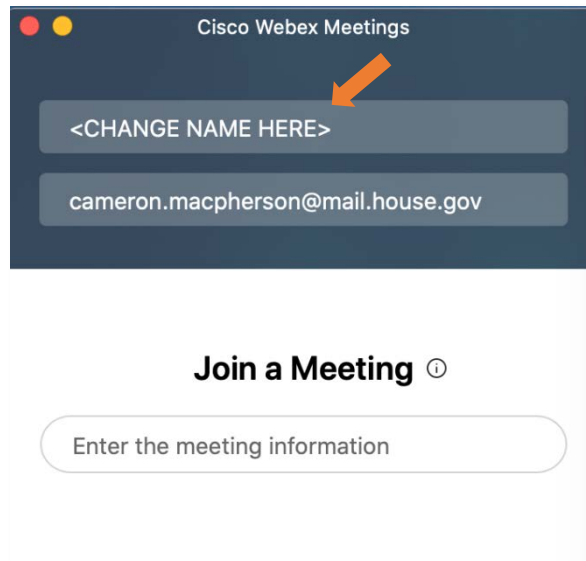 Cisco Webex Meetings
<CHANGE NAME HERE>
cameron.macpherson@mail.house.gov
Join a Meeting
Enter the meeting information